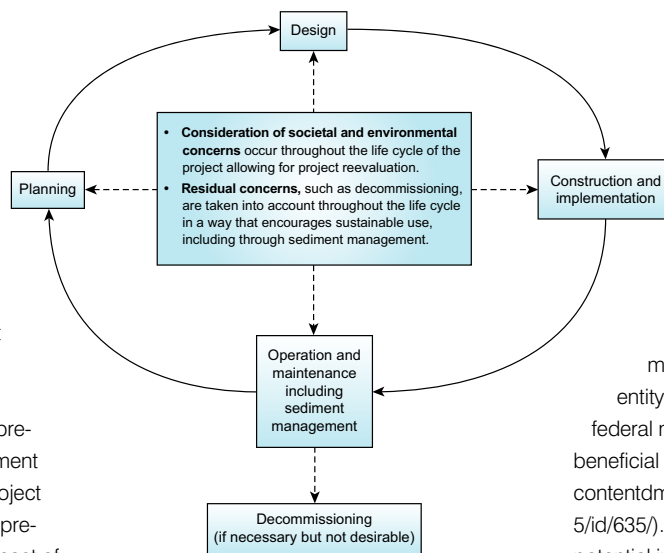 Design
• Consideration of societal and environmental
concerns occur throughout the life cycle of the
project allowing for project reevaluation.
• Residual concerns, such as decommissioning,
are taken into account throughout the life cycle
in a way that encourages sustainable use,
including through sediment management.
Planning
Construction and
implementation
Operation and
maintenance
including
sediment
management
Decommissioning
(if necessary but not desirable)
pre-
ment
oject
pre-
m
entity
federal r
beneficial
contentdm
5/id/635/).